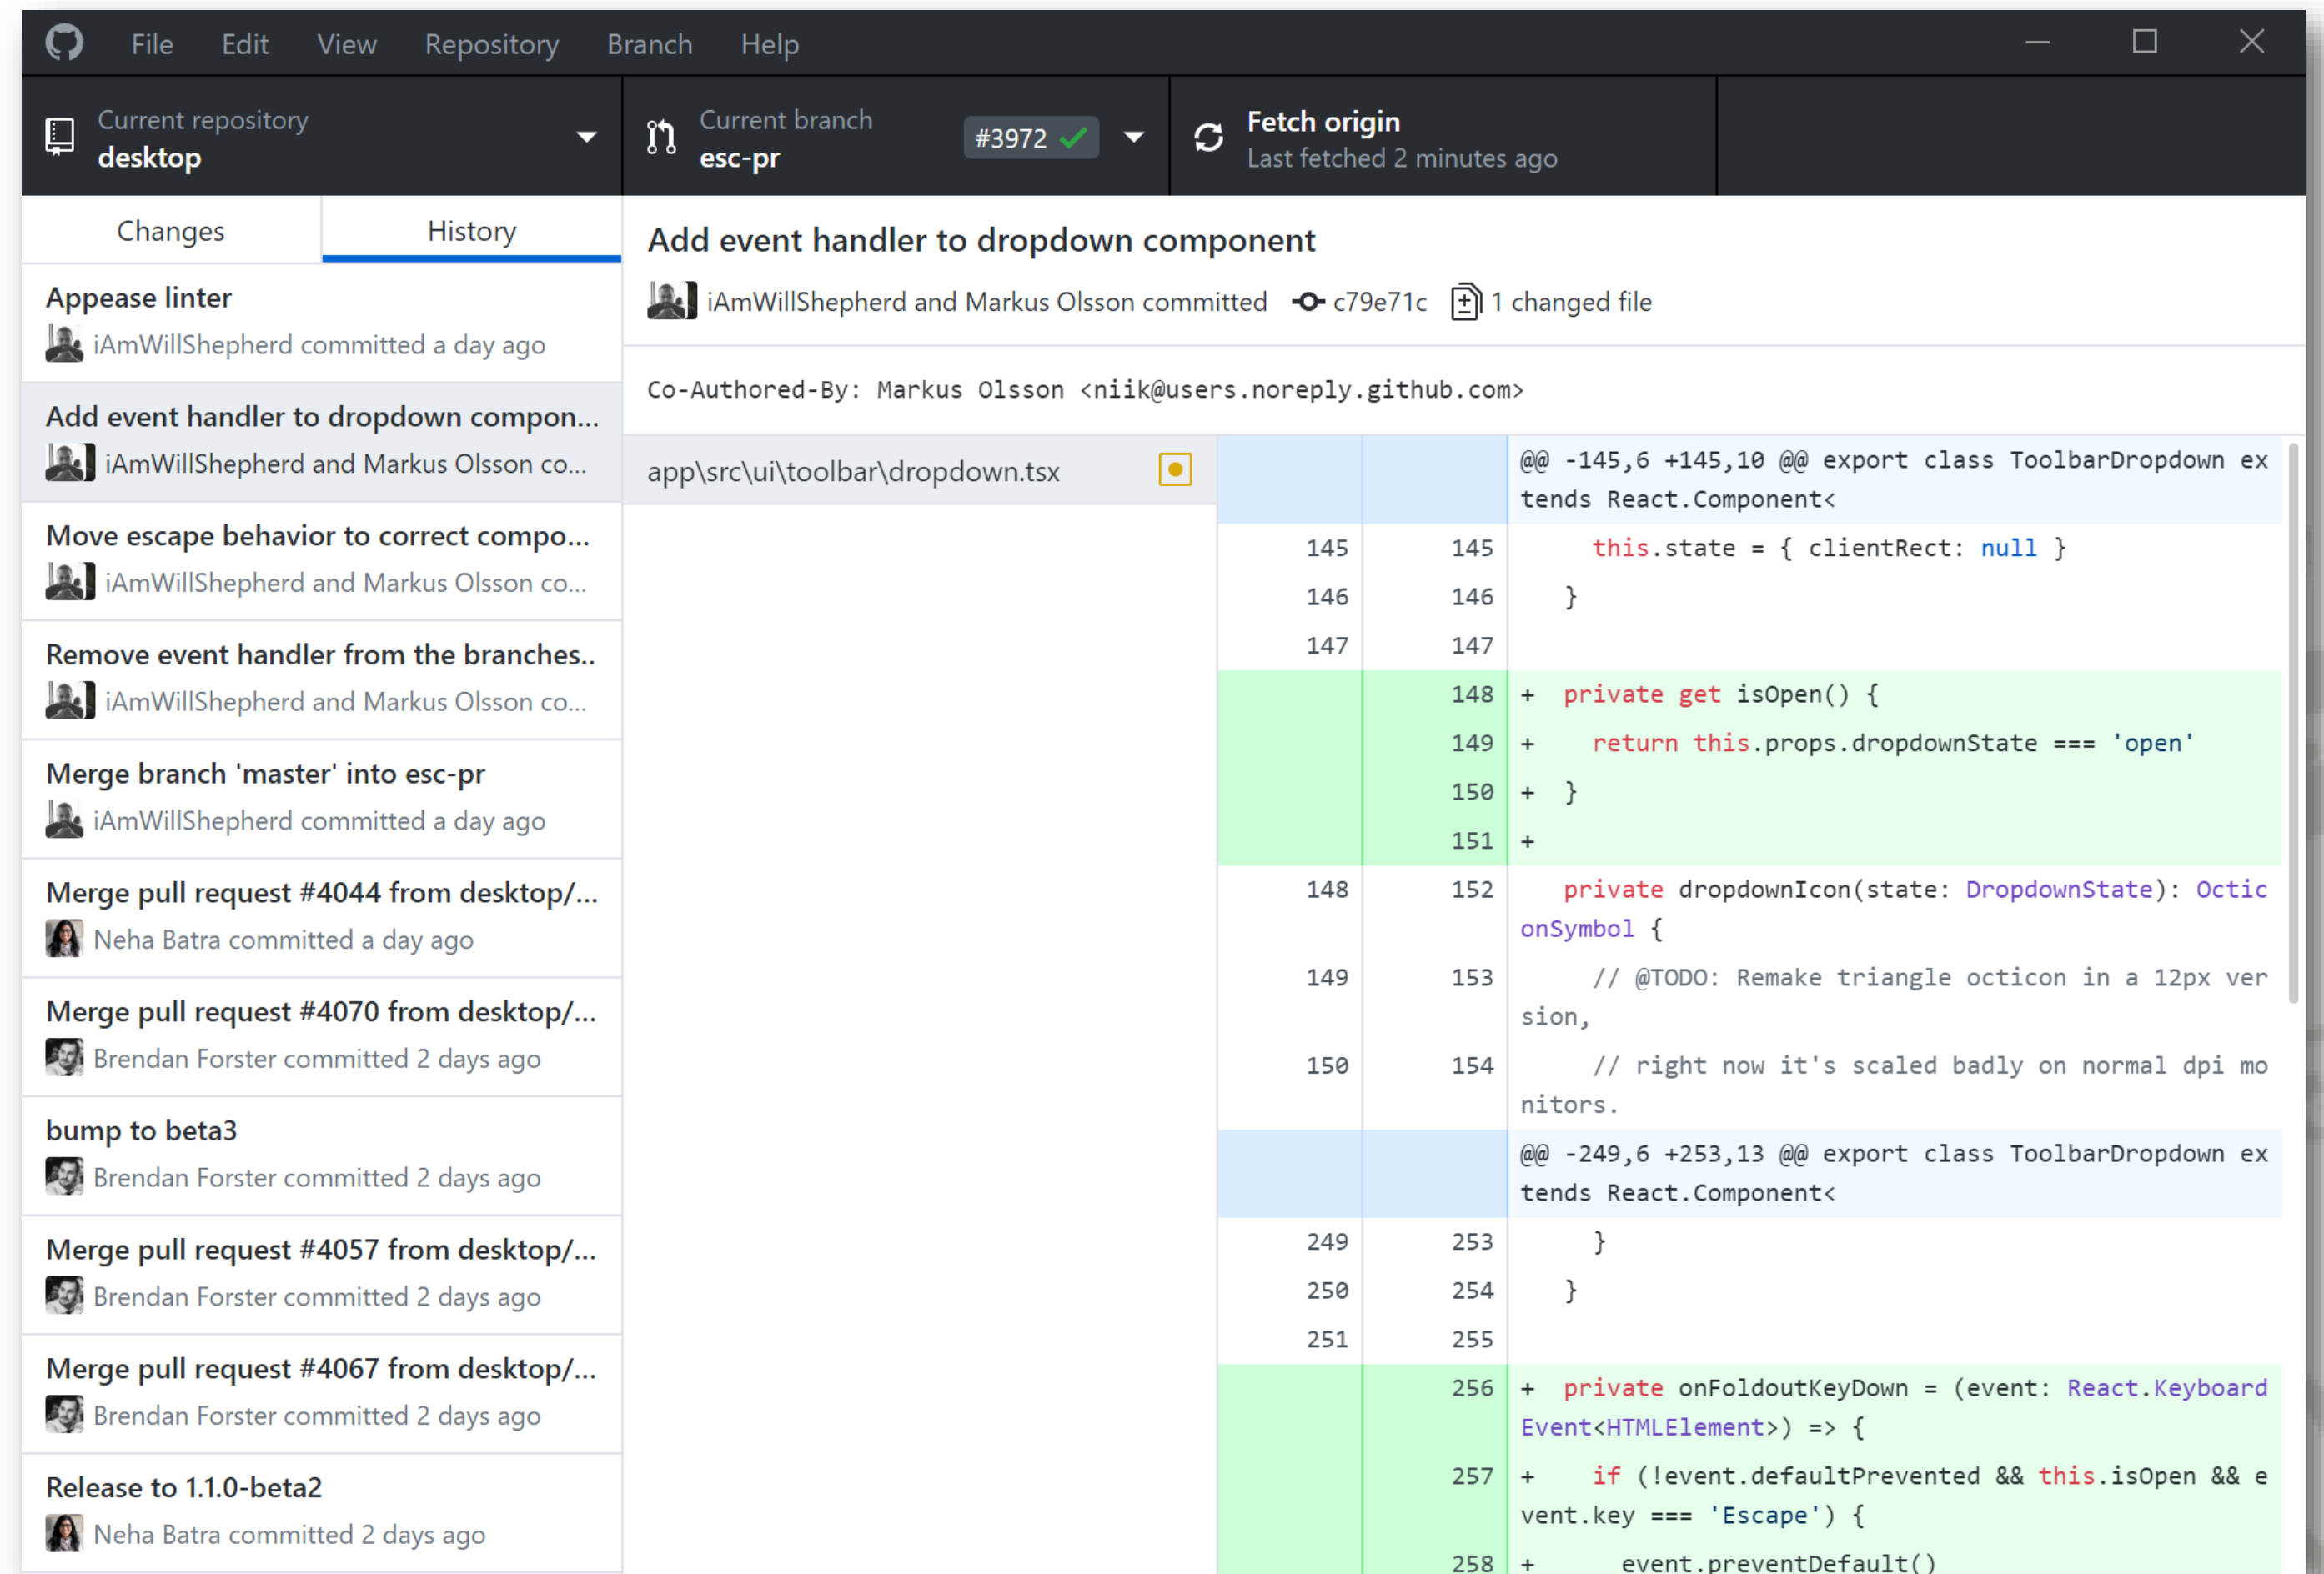 File Edit View Repository Branch Help
Current repository
desktop
Current branch
esc-pr
#3972
Fetch origin
Last fetched 2 minutes ago
Changes History
Appease linter
iAmWillShepherd committed a day ago
Add event handler to dropdown compon...
iAmWillShepherd and Markus Olsson co...
Move escape behavior to correct compo...
iAmWillShepherd and Markus Olsson co...
Remove event handler from the branches..
iAmWillShepherd and Markus Olsson co...
Merge branch 'master' into esc-pr
iAmWillShepherd committed a day ago
Merge pull request #4044 from desktop/...
Neha Batra committed a day ago
Merge pull request #4070 from desktop/...
Brendan Forster committed 2 days ago
bump to beta3
Brendan Forster committed 2 days ago
Merge pull request #4057 from desktop/...
Brendan Forster committed 2 days ago
Merge pull request #4067 from desktop/...
Brendan Forster committed 2 days ago
Release to 1.1.0-beta2
Neha Batra committed 2 days ago
Add event handler to dropdown component
iAmWillShepherd and Markus Olsson committed c79e71c 1 changed file
Co-Authored-By: Markus Olsson <niik@users.noreply.github.com>
app\src\ui\toolbar\dropdown.tsx
@@ -145,6 +145,10 @@ export class ToolbarDropdown ex
tends React.Component<
145 145 this.state = { clientRect: null }
146 146 }
147 147
148 + private get isOpen() {
149 + return this.props.dropdownState === 'open'
150 + }
151 +
148 152 private dropdownIcon(state: DropdownState): Octic
onSymbol {
149 153 // @TODO: Remake triangle octicon in a 12px ver
sion,
150 154 // right now it's scaled badly on normal dpi mo
nitors.
@@ -249,6 +253,13 @@ export class ToolbarDropdown ex
tends React.Component<
249 253 }
250 254 }
251 255
256 + private onFoldoutKeyDown = (event: React.Keyboard
Event<HTMLElement>) => {
257 + if (!event.defaultPrevented && this.isOpen && e
vent.key === 'Escape') {
258 + event.preventDefault()